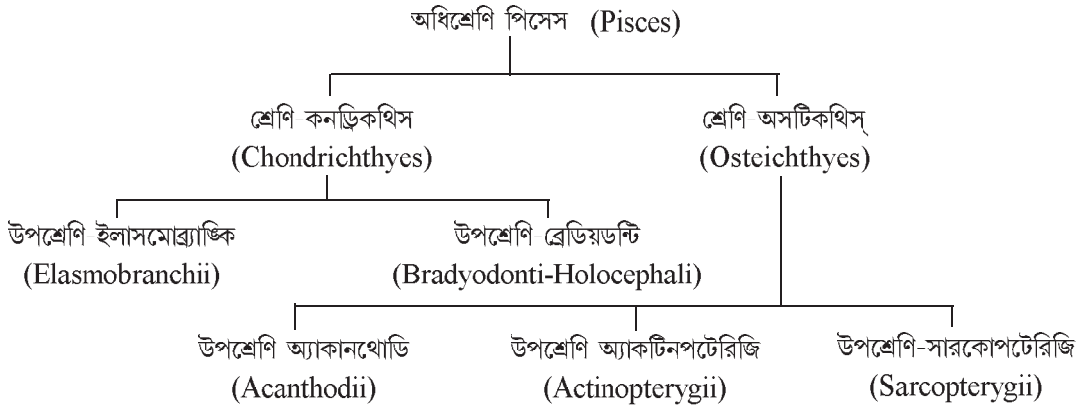 অধিশ্রেণি পিসেস (Pisces)
শ্রেণি কনড্রিকথিস
(Chondrichthyes)
শ্রেণি অসটিকথিস্
(Osteichthyes)
উপশ্রেণি ইলাসমোব্র্যাঙ্কি
(Elasmobranchii)
উপশ্রেণি ব্রেডিয়ডন্টি
(Bradyodonti-Holocephali)
উপশ্রেণি অ্যাকানথোডি
(Acanthodii)
উপশ্রেণি অ্যাকটিনপটেরিজি
(Actinopterygii)
উপশ্রেণি-সারকোপটেরিজি
(Sarcopterygii)